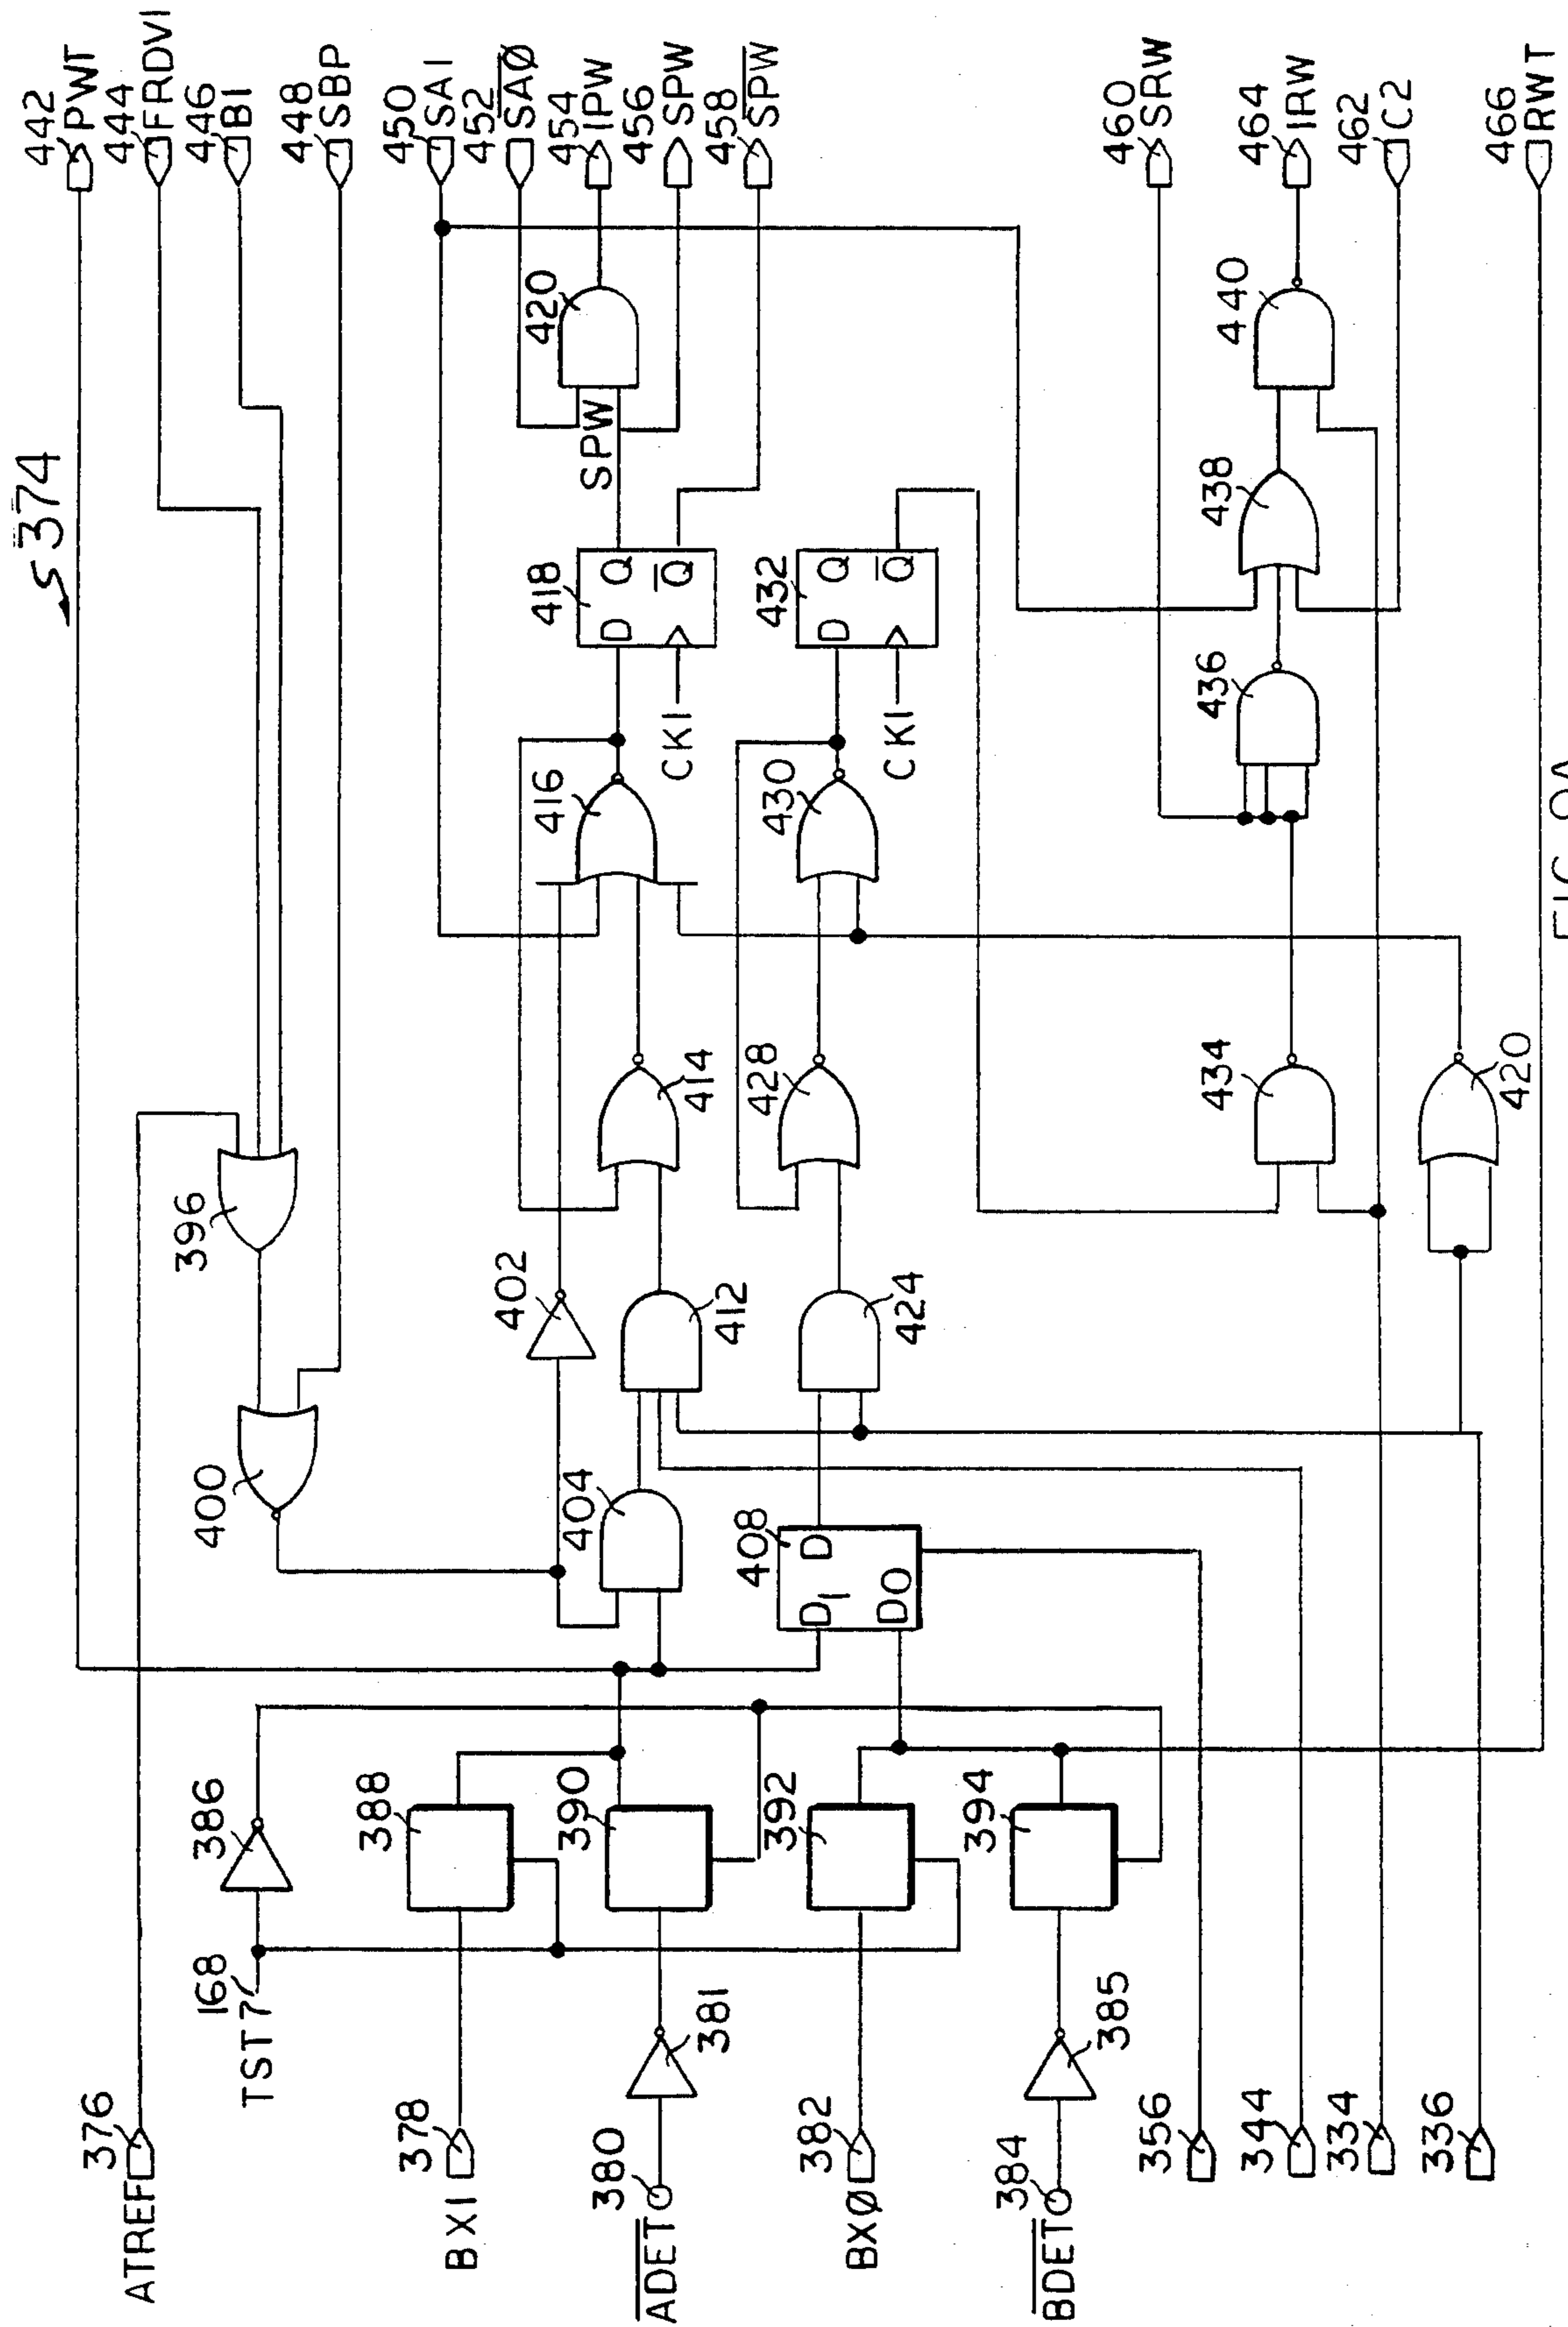 374
442
PWT
444
FRDV1
446
B1
448
SBP
450
SA1
452
SAØ
454
IPW
456
SPW
458
SPW
460
SRW
464
IRW
462
C2
466
RWT
376
ATREF
168
TST7
386
378
BX1
388
380
ADET
381
390
382
BXØ
392
384
BDET
385
394
356
344
334
336
396
400
402
404
408
D1
D
D0
412
424
414
428
416
430
418
D
Q
Q
CK1
432
D
Q
Q
CK1
SPW
420
434
436
438
440
420